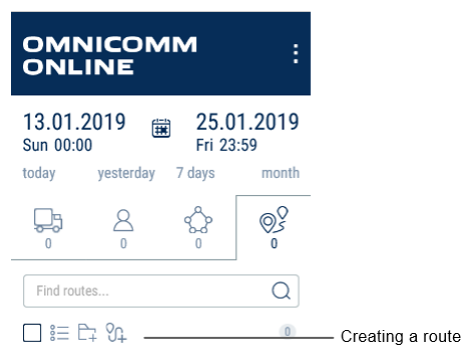 OMNICOMM
ONLINE
13.01.2019 25.01.2019
Sun 00:00 Fri 23:59
today yesterday 7 days month
0 0 0 0
Find routes...
0 Creating a route